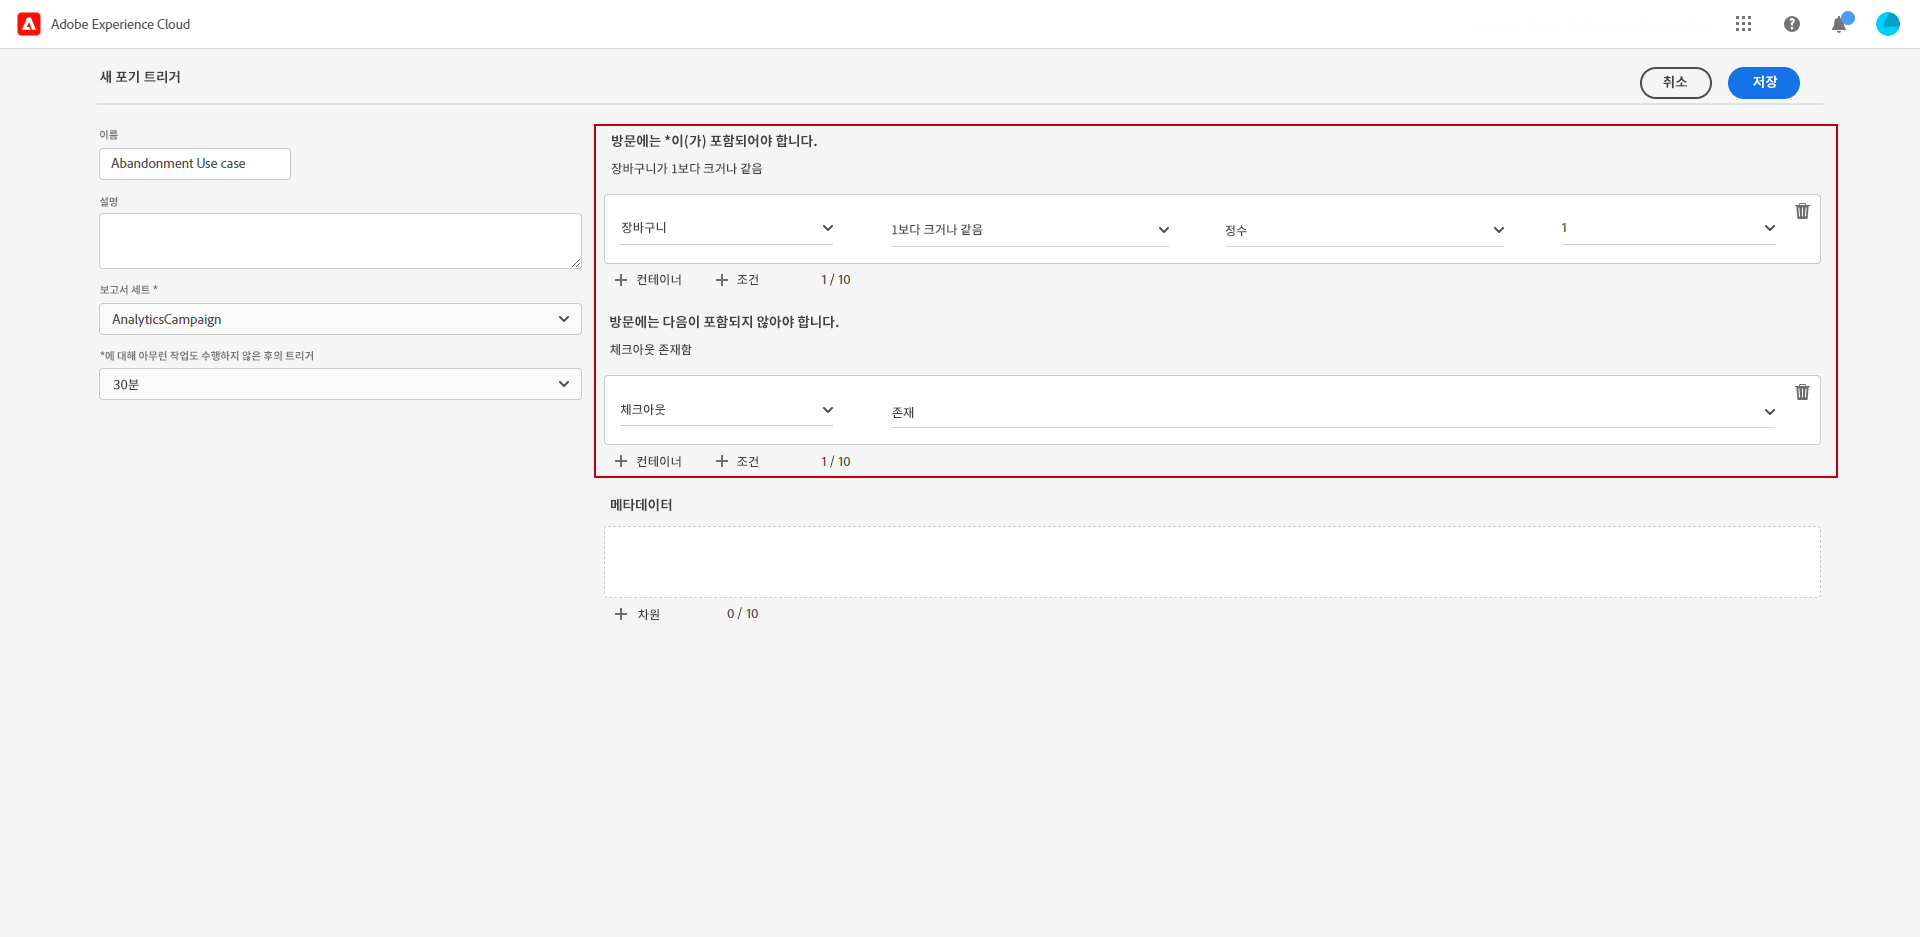 Adobe Experience Cloud
새 포기 트리거
취소
저장
이름
Abandonment Use case
설명
보고서 세트 *
AnalyticsCampaign
*에 대해 아무런 작업도 수행하지 않은 후의 트리거
30분
방문에는 *이(가) 포함되어야 합니다.
장바구니가 1보다 크거나 같음
장바구니 1보다 크거나 같음 정수 1
컨테이너 조건 1 / 10
방문에는 다음이 포함되지 않아야 합니다.
체크아웃 존재함
체크아웃 존재
컨테이너 조건 1 / 10
메타데이터
차원 0 / 10